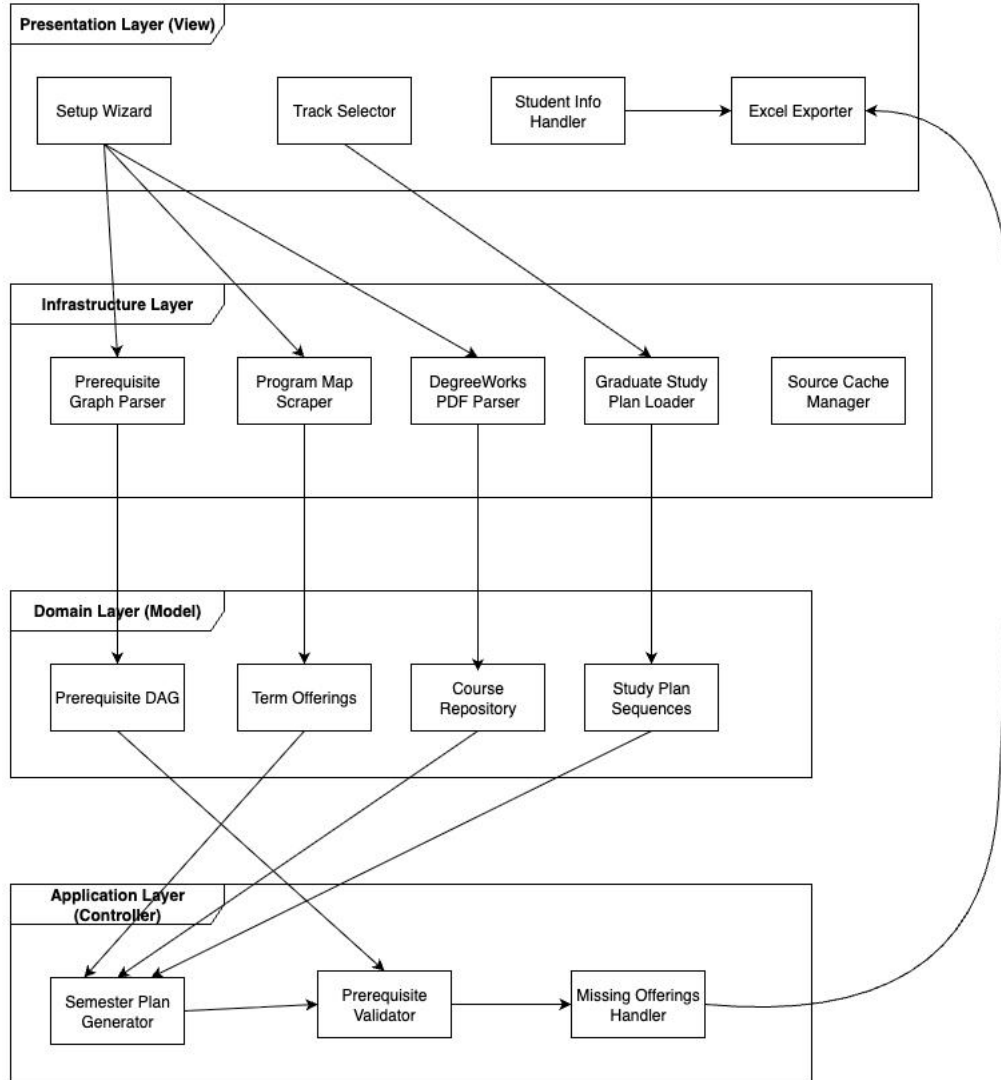 Presentation Layer (View)
Setup Wizard
Track Selector
Student Info
Handler
Excel Exporter
Infrastructure Layer
Prerequisite
Graph Parser
Program Map
Scraper
DegreeWorks
PDF Parser
Graduate Study
Plan Loader
Source Cache
Manager
Domain Layer (Model)
Prerequisite DAG
Term Offerings
Course
Repository
Study Plan
Sequences
Application Layer
(Controller)
Semester Plan
Generator
Prerequisite
Validator
Missing Offerings
Handler